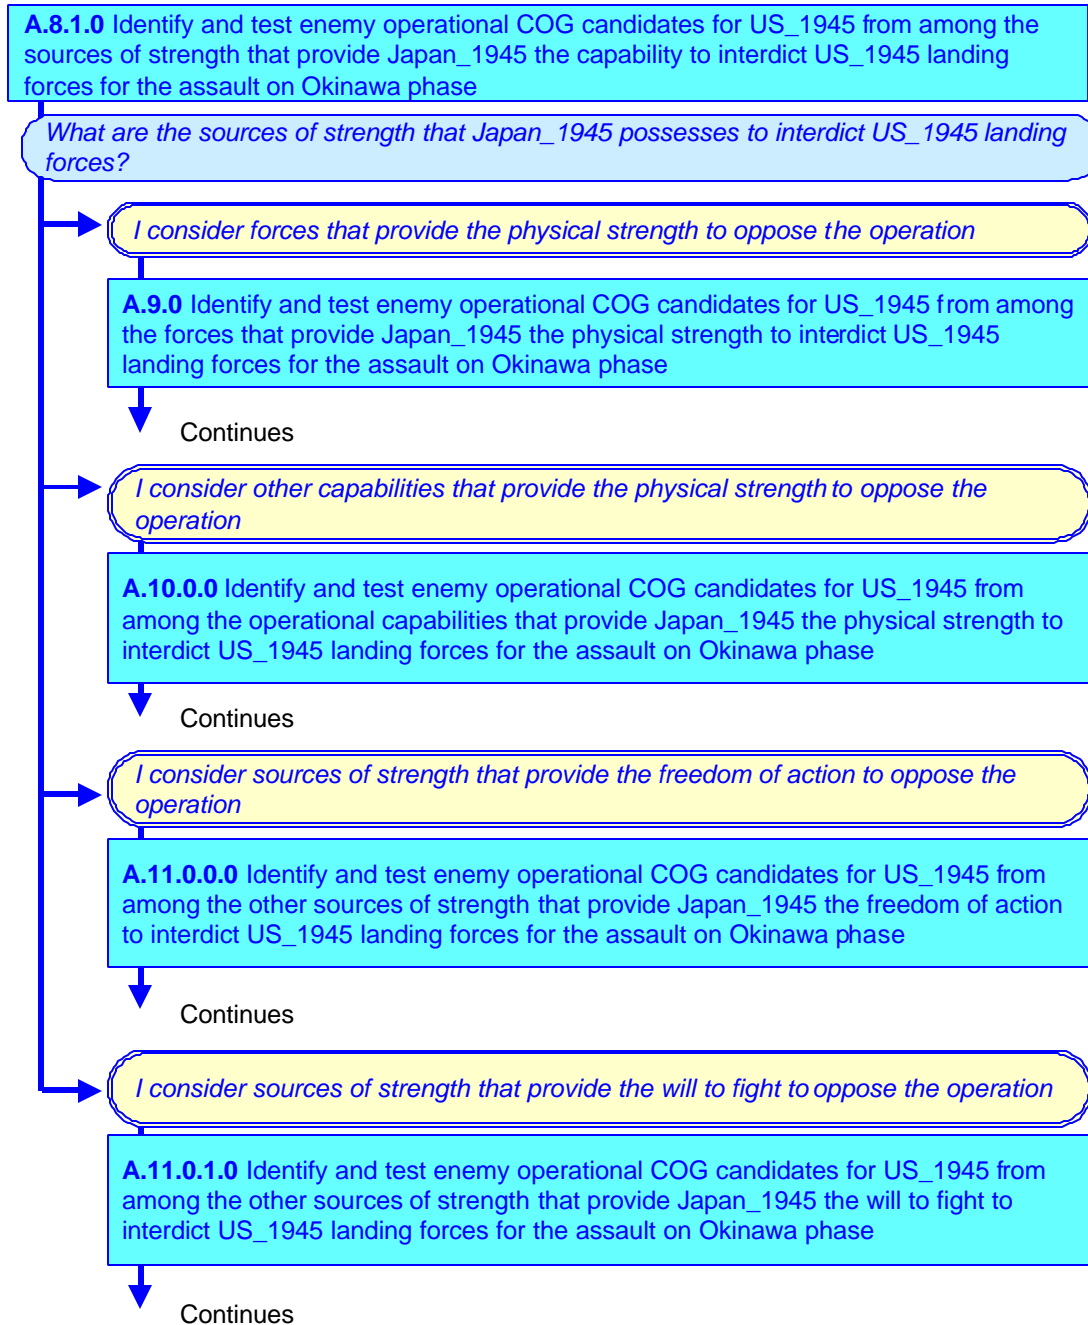 A.8.1.0 Identify and test enemy operational COG candidates for US_1945 from among the
sources of strength that provide Japan_1945 the capability to interdict US_1945 landing
forces for the assault on Okinawa phase
What are the sources of strength that Japan_1945 possesses to interdict US_1945 landing
forces?
I consider forces that provide the physical strength to oppose the operation
A.9.0 Identify and test enemy operational COG candidates for US_1945 from among
the forces that provide Japan_1945 the physical strength to interdict US_1945
landing forces for the assault on Okinawa phase
Continues
I consider other capabilities that provide the physical strength to oppose the
operation
A.10.0.0 Identify and test enemy operational COG candidates for US_1945 from
among the operational capabilities that provide Japan_1945 the physical strength to
interdict US_1945 landing forces for the assault on Okinawa phase
Continues
I consider sources of strength that provide the freedom of action to oppose the
operation
A.11.0.0.0 Identify and test enemy operational COG candidates for US_1945 from
among the other sources of strength that provide Japan_1945 the freedom of action
to interdict US_1945 landing forces for the assault on Okinawa phase
Continues
I consider sources of strength that provide the will to fight to oppose the operation
A.11.0.1.0 Identify and test enemy operational COG candidates for US_1945 from
among the other sources of strength that provide Japan_1945 the will to fight to
interdict US_1945 landing forces for the assault on Okinawa phase
Continues